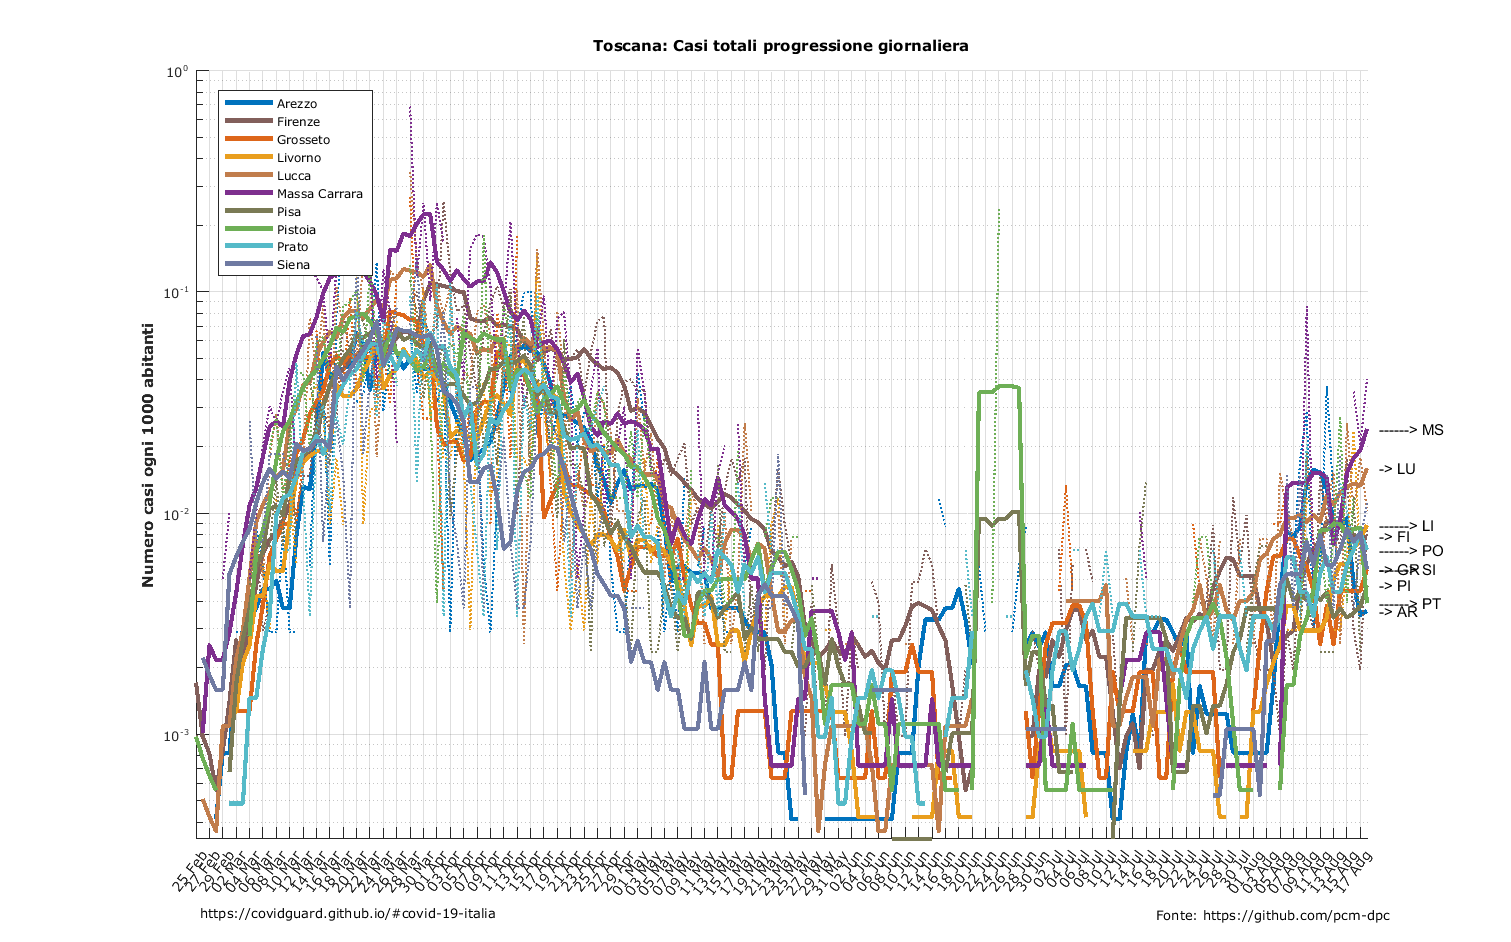 Toscana: Casi totali progressione giornaliera
Numero casi ogni 1000 abitanti
10⁰
10⁻¹
10⁻²
10⁻³
Arezzo
Firenze
Grosseto
Livorno
Lucca
Massa Carrara
Pisa
Pistoia
Prato
Siena
------> MS
-> LU
------> LI
-> FI
------> PO
-> GR
------> SI
-> PI
------> PT
-> AR
25 Feb
27 Feb
29 Feb
02 Mar
04 Mar
06 Mar
08 Mar
10 Mar
12 Mar
14 Mar
16 Mar
18 Mar
20 Mar
22 Mar
24 Mar
26 Mar
28 Mar
30 Mar
01 Apr
03 Apr
05 Apr
07 Apr
09 Apr
11 Apr
13 Apr
15 Apr
17 Apr
19 Apr
21 Apr
23 Apr
25 Apr
27 Apr
29 Apr
01 May
03 May
05 May
07 May
09 May
11 May
13 May
15 May
17 May
19 May
21 May
23 May
25 May
27 May
29 May
31 May
02 Jun
04 Jun
06 Jun
08 Jun
10 Jun
12 Jun
14 Jun
16 Jun
18 Jun
20 Jun
22 Jun
24 Jun
26 Jun
28 Jun
30 Jun
02 Jul
04 Jul
06 Jul
08 Jul
10 Jul
12 Jul
14 Jul
16 Jul
18 Jul
20 Jul
22 Jul
24 Jul
26 Jul
28 Jul
30 Jul
01 Aug
03 Aug
05 Aug
07 Aug
09 Aug
11 Aug
13 Aug
15 Aug
17 Aug
https://covidguard.github.io/#covid-19-italia
Fonte: https://github.com/pcm-dpc